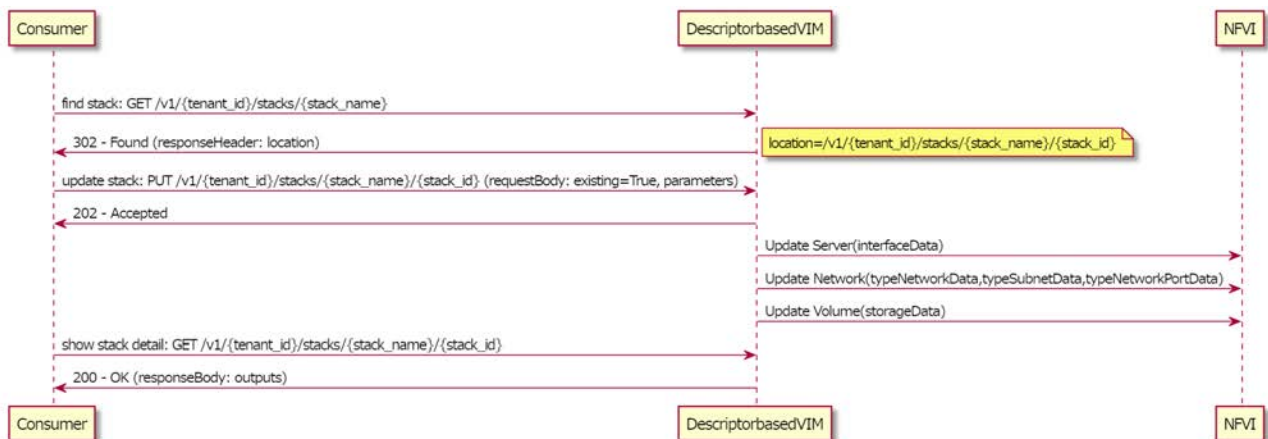 Consumer
DescriptorbasedVIM
NFVI
find stack: GET /v1/{tenant_id}/stacks/{stack_name}
302 - Found (responseHeader: location)
location=/v1/{tenant_id}/stacks/{stack_name}/{stack_id}
update stack: PUT /v1/{tenant_id}/stacks/{stack_name}/{stack_id} (requestBody: existing=True, parameters)
202 - Accepted
Update Server(interfaceData)
Update Network(typeNetworkData,typeSubnetData,typeNetworkPortData)
Update Volume(storageData)
show stack detail: GET /v1/{tenant_id}/stacks/{stack_name}/{stack_id}
200 - OK (responseBody: outputs)
Consumer
DescriptorbasedVIM
NFVI